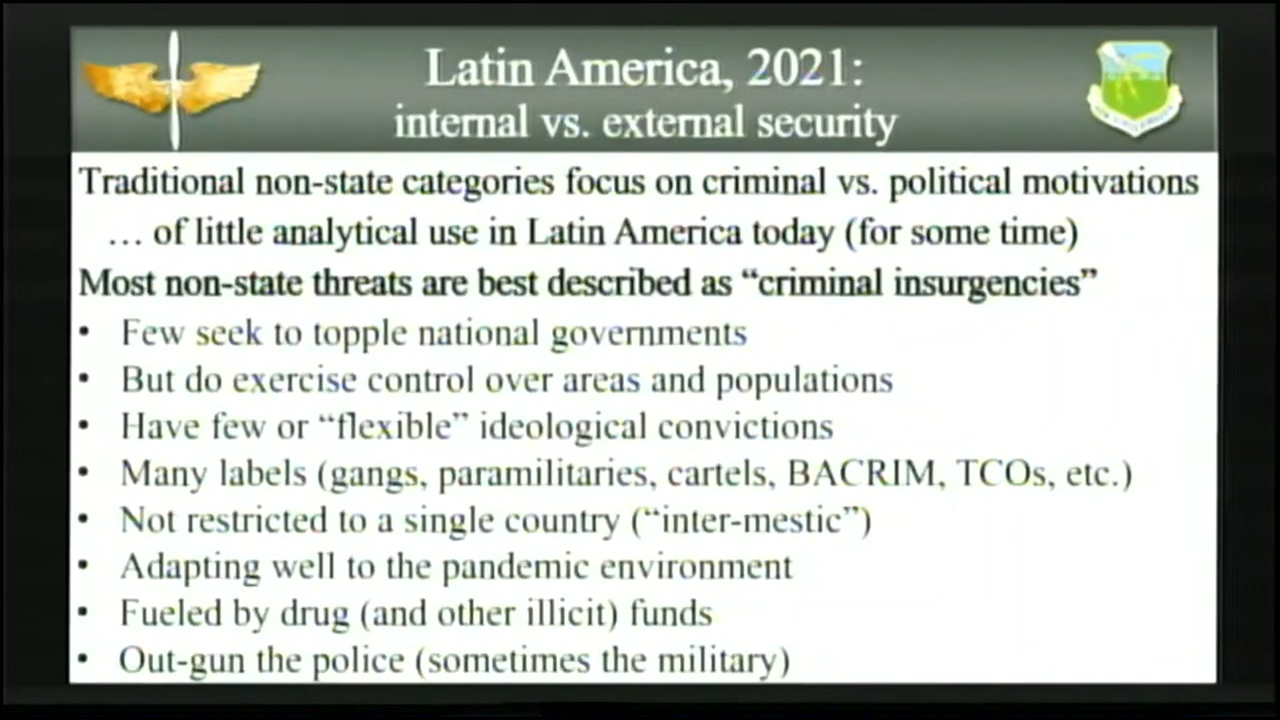 Latin America, 2021:
internal vs. external security
Traditional non-state categories focus on criminal vs. political motivations
… of little analytical use in Latin America today (for some time)
Most non-state threats are best described as “criminal insurgencies”
• Few seek to topple national governments
• But do exercise control over areas and populations
• Have few or “flexible” ideological convictions
• Many labels (gangs, paramilitaries, cartels, BACRIM, TCOs, etc.)
• Not restricted to a single country (“inter-mestic”)
• Adapting well to the pandemic environment
• Fueled by drug (and other illicit) funds
• Out-gun the police (sometimes the military)